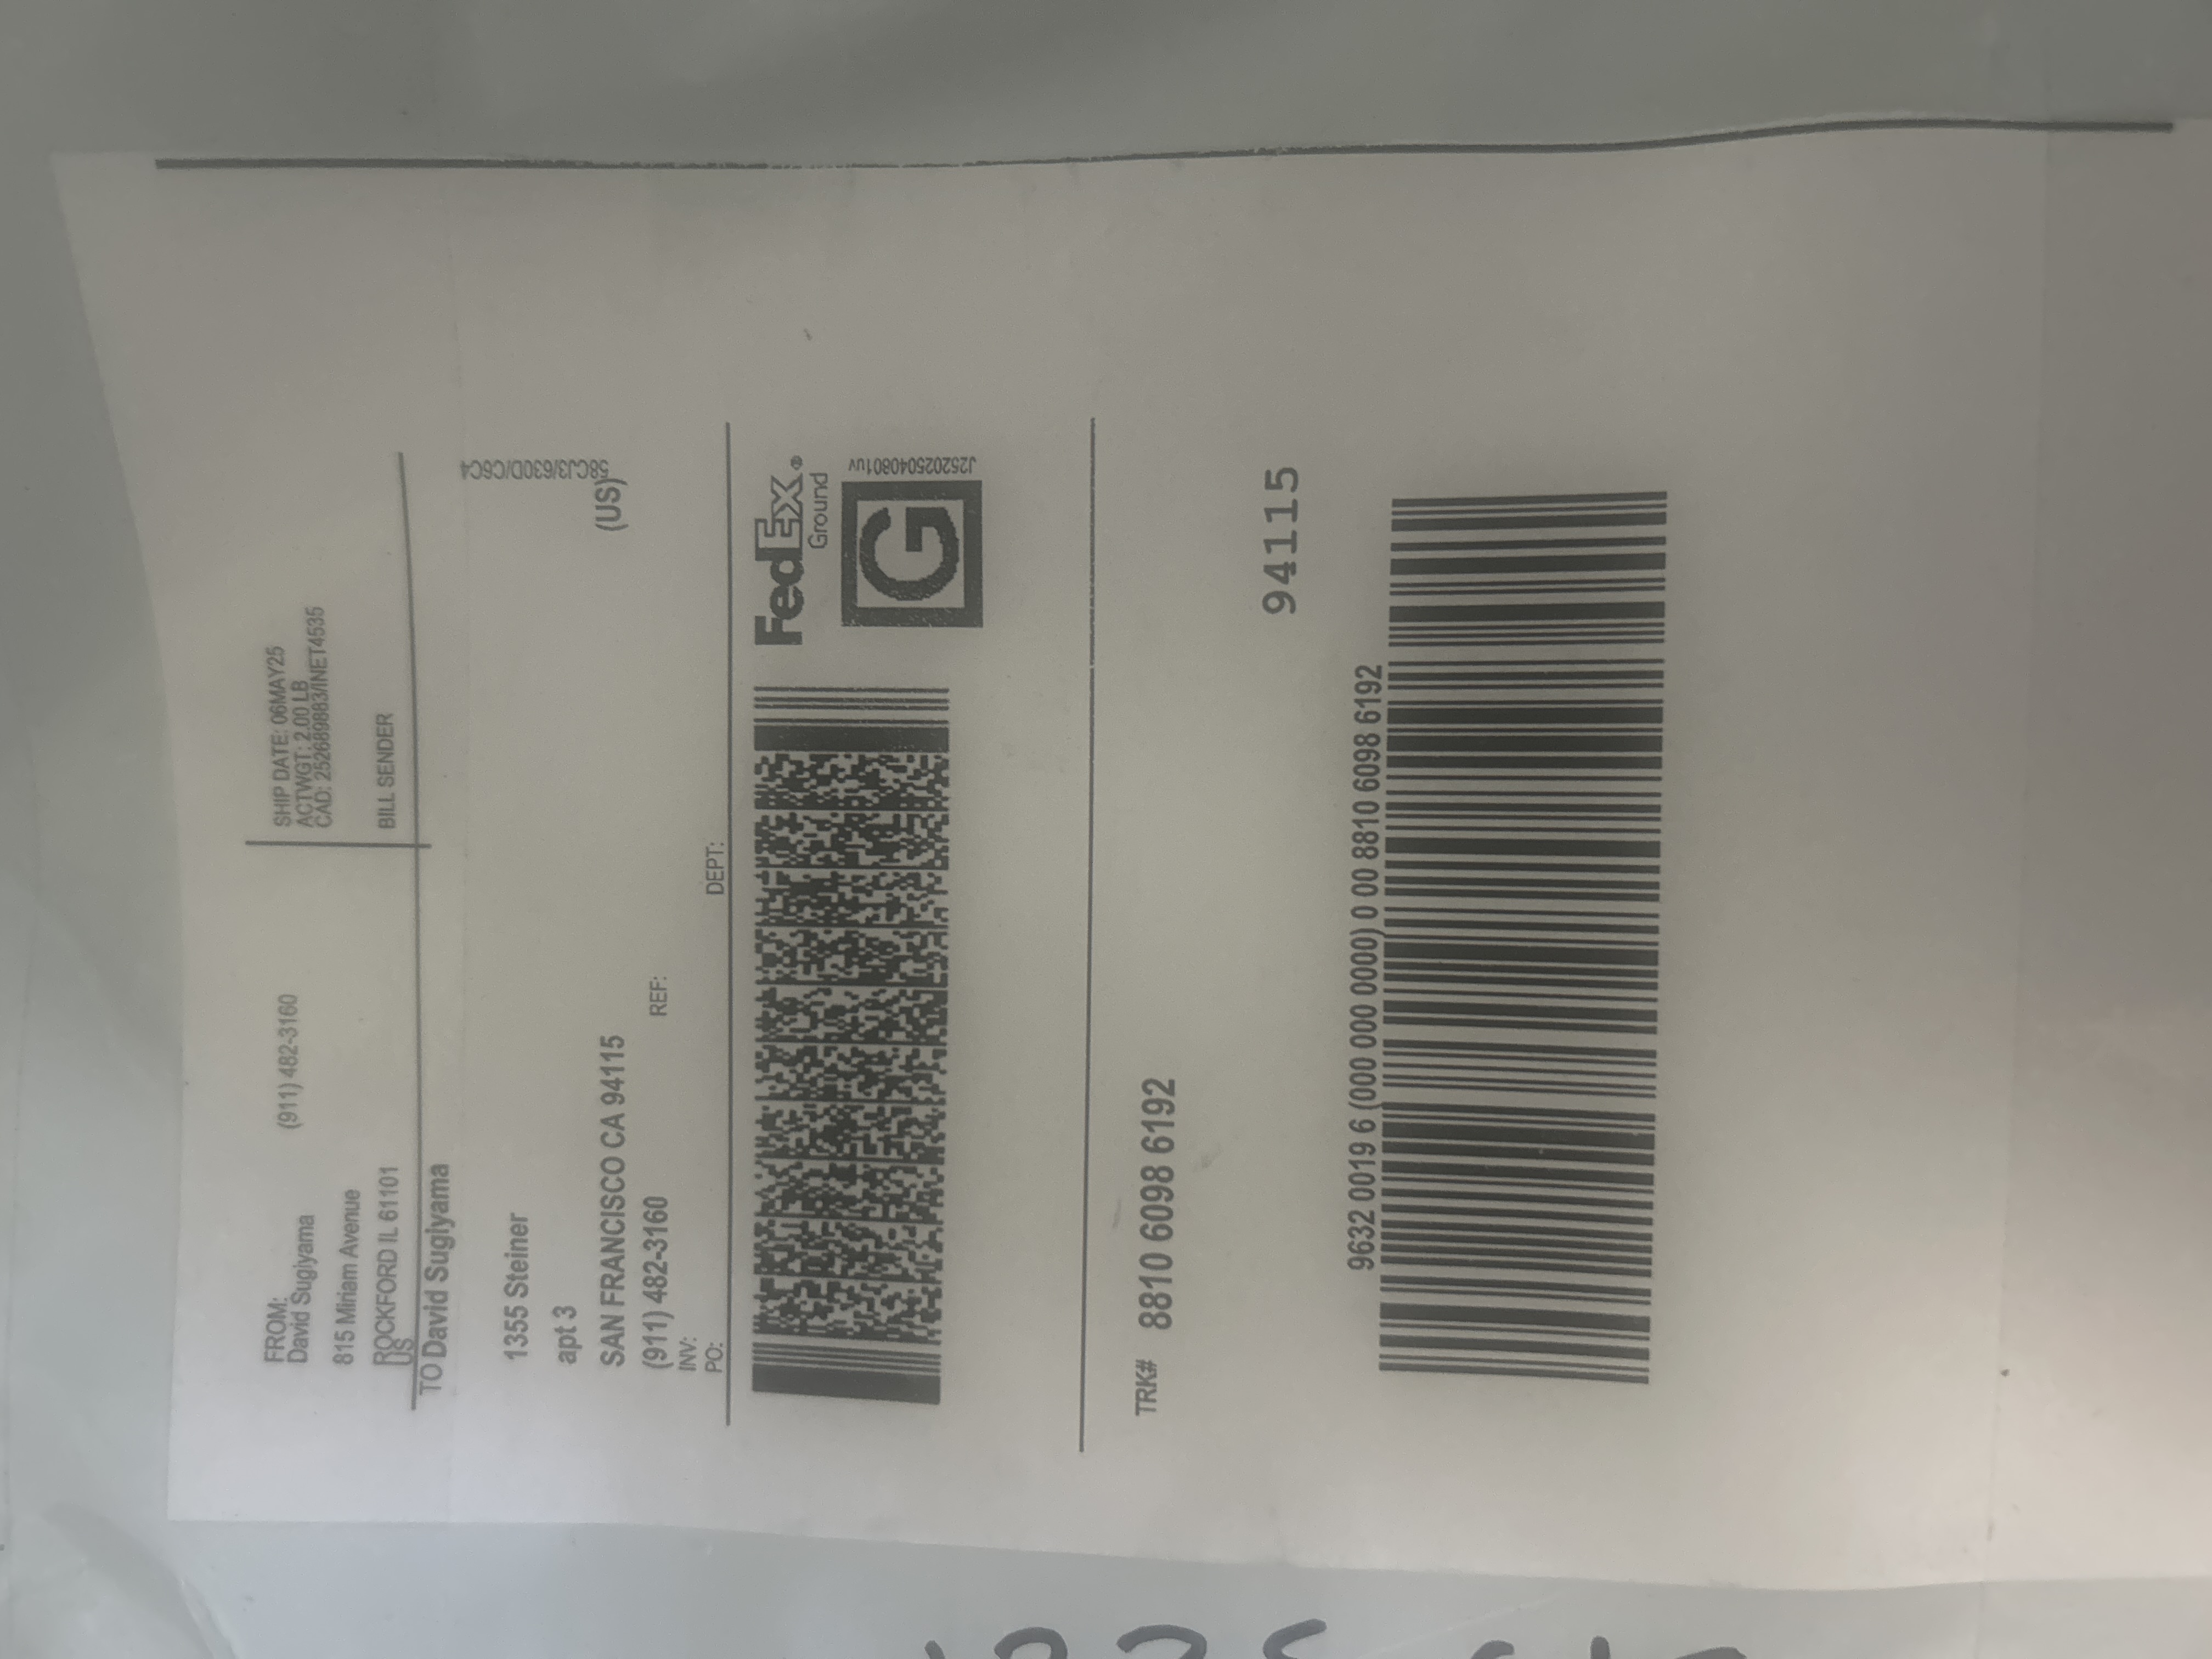 FROM: (911) 482-3160
David Sugiyama
815 Miriam Avenue
ROCKFORD IL 61101
US
SHIP DATE: 06MAY25
ACTWGT: 2.00 LB
CAD: 252689883/INET4535
BILL SENDER
TO David Sugiyama
1355 Steiner
apt 3
SAN FRANCISCO CA 94115
(US)
(911) 482-3160
REF:
INV:
PO:
DEPT:
58CJ3/630D/C6C4
FedEx®
Ground
G
J252025040801uv
TRK# 8810 6098 6192
94115
9632 0019 6 (000 000 0000) 0 00 8810 6098 6192